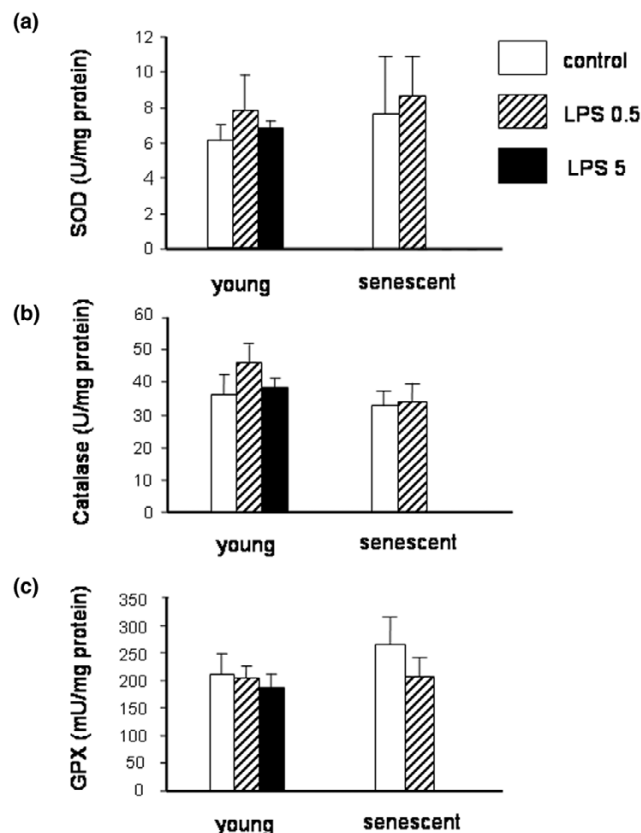 (a)
SOD (U/mg protein)
12
10
8
6
4
2
0
young senescent
control
LPS 0.5
LPS 5
(b)
Catalase (U/mg protein)
60
50
40
30
20
10
0
young senescent
(c)
GPX (mU/mg protein)
350
300
250
200
150
100
50
0
young senescent